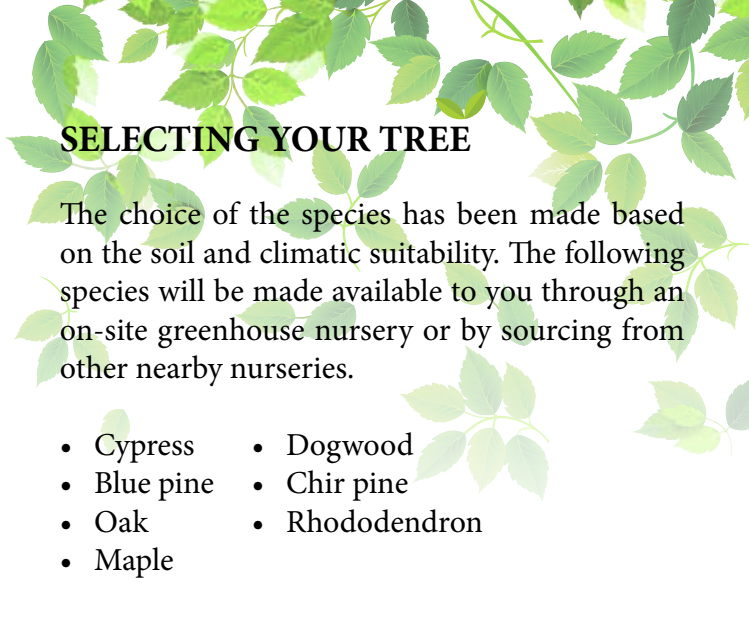 SELECTING YOUR TREE
The choice of the species has been made based
on the soil and climatic suitability. The following
species will be made available to you through an
on-site greenhouse nursery or by sourcing from
other nearby nurseries.
• Cypress
• Blue pine
• Oak
• Maple
• Dogwood
• Chir pine
• Rhododendron